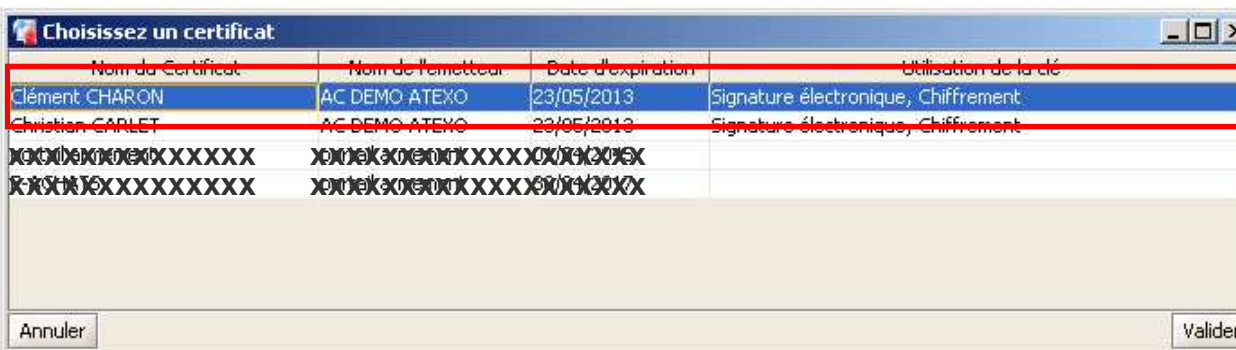 Choisissez un certificat
Nom du Certificat Nom de l'émetteur Date d'expiration Utilisation de la clé
Clément CHARON AC DEMO ATEXO 23/05/2013 Signature électronique, Chiffrement
Christian CARLET AC DEMO ATEXO 23/05/2013 Signature électronique, Chiffrement
Annuler Valider